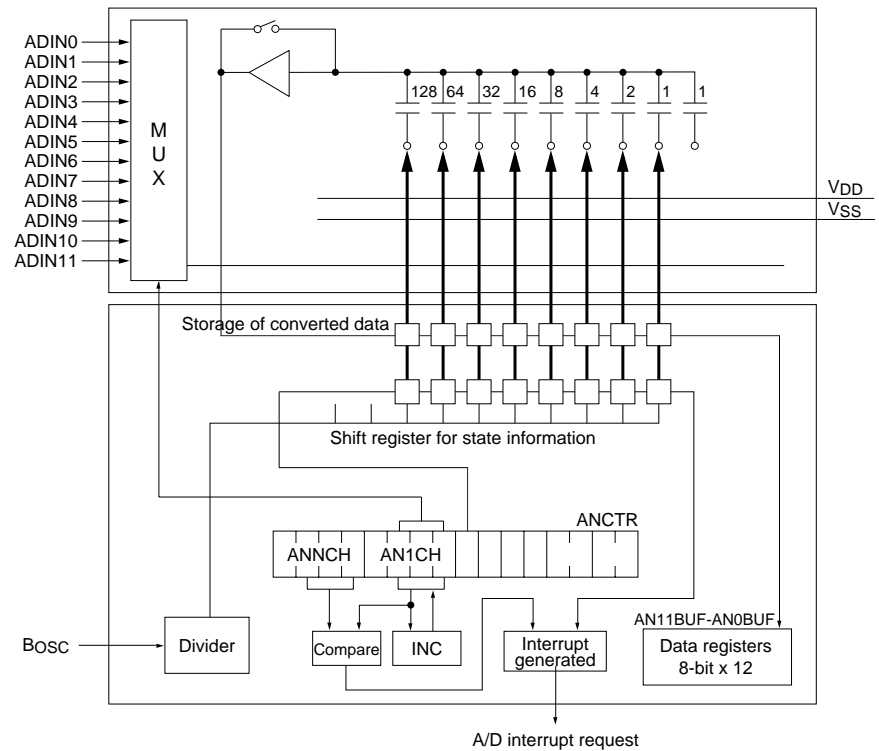 ADIN0
ADIN1
ADIN2
ADIN3
ADIN4
ADIN5
ADIN6
ADIN7
ADIN8
ADIN9
ADIN10
ADIN11
M
U
X
128 64 32 16 8 4 2 1 1
VDD
VSS
Storage of converted data
Shift register for state information
ANCTR
ANNCH AN1CH
BOSC
Divider
Compare
INC
Interrupt
generated
AN11BUF-AN0BUF
Data registers
8-bit x 12
A/D interrupt request